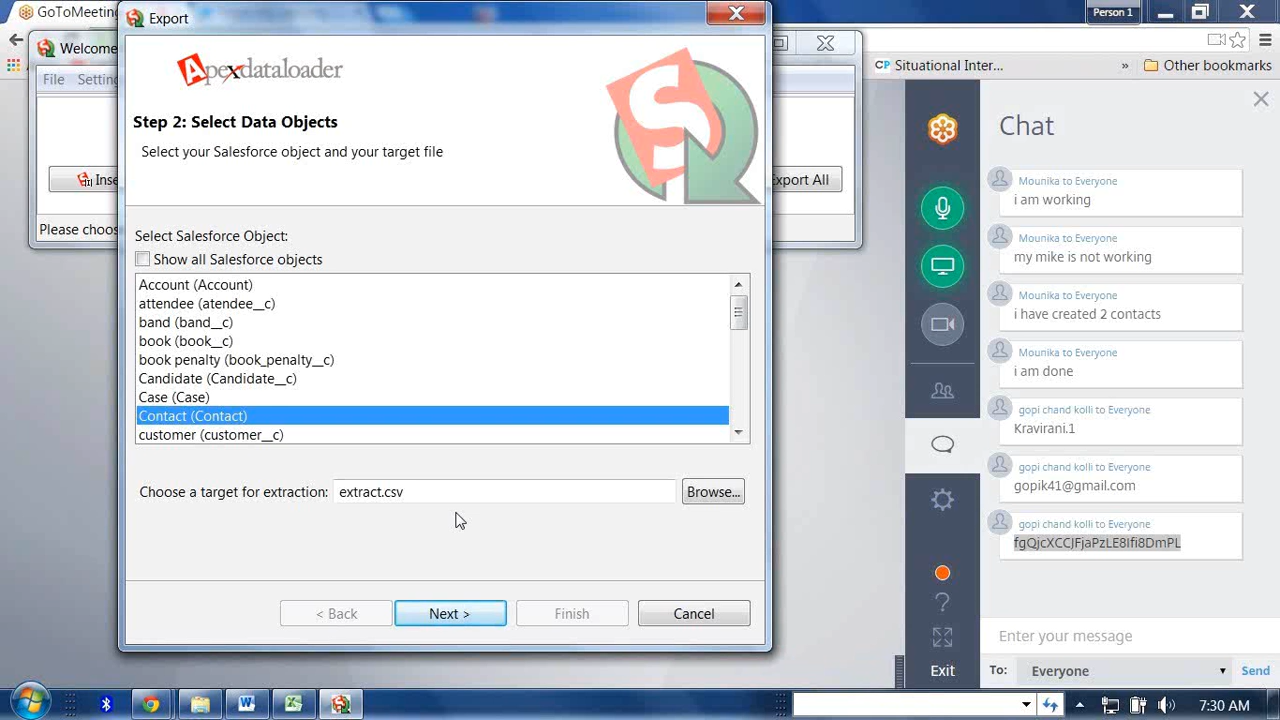 GoToMeeting
Export
Person 1
Welcome
File Setting
Apexdataloader
Step 2: Select Data Objects
Select your Salesforce object and your target file
Inse
Export All
Please choos
Select Salesforce Object:
Show all Salesforce objects
Account (Account)
attendee (atendee__c)
band (band__c)
book (book__c)
book penalty (book_penalty__c)
Candidate (Candidate__c)
Case (Case)
Contact (Contact)
customer (customer__c)
Choose a target for extraction: extract.csv Browse...
< Back Next > Finish Cancel
CP Situational Inter... » Other bookmarks
Chat
Mounika to Everyone
i am working
Mounika to Everyone
my mike is not working
Mounika to Everyone
i have created 2 contacts
Mounika to Everyone
i am done
gopi chand kolli to Everyone
Kravirani.1
gopi chand kolli to Everyone
gopik41@gmail.com
gopi chand kolli to Everyone
fgQjcXCCJFjaPzLE8Ifi8DmPL
?
Exit
Enter your message
To: Everyone Send
7:30 AM